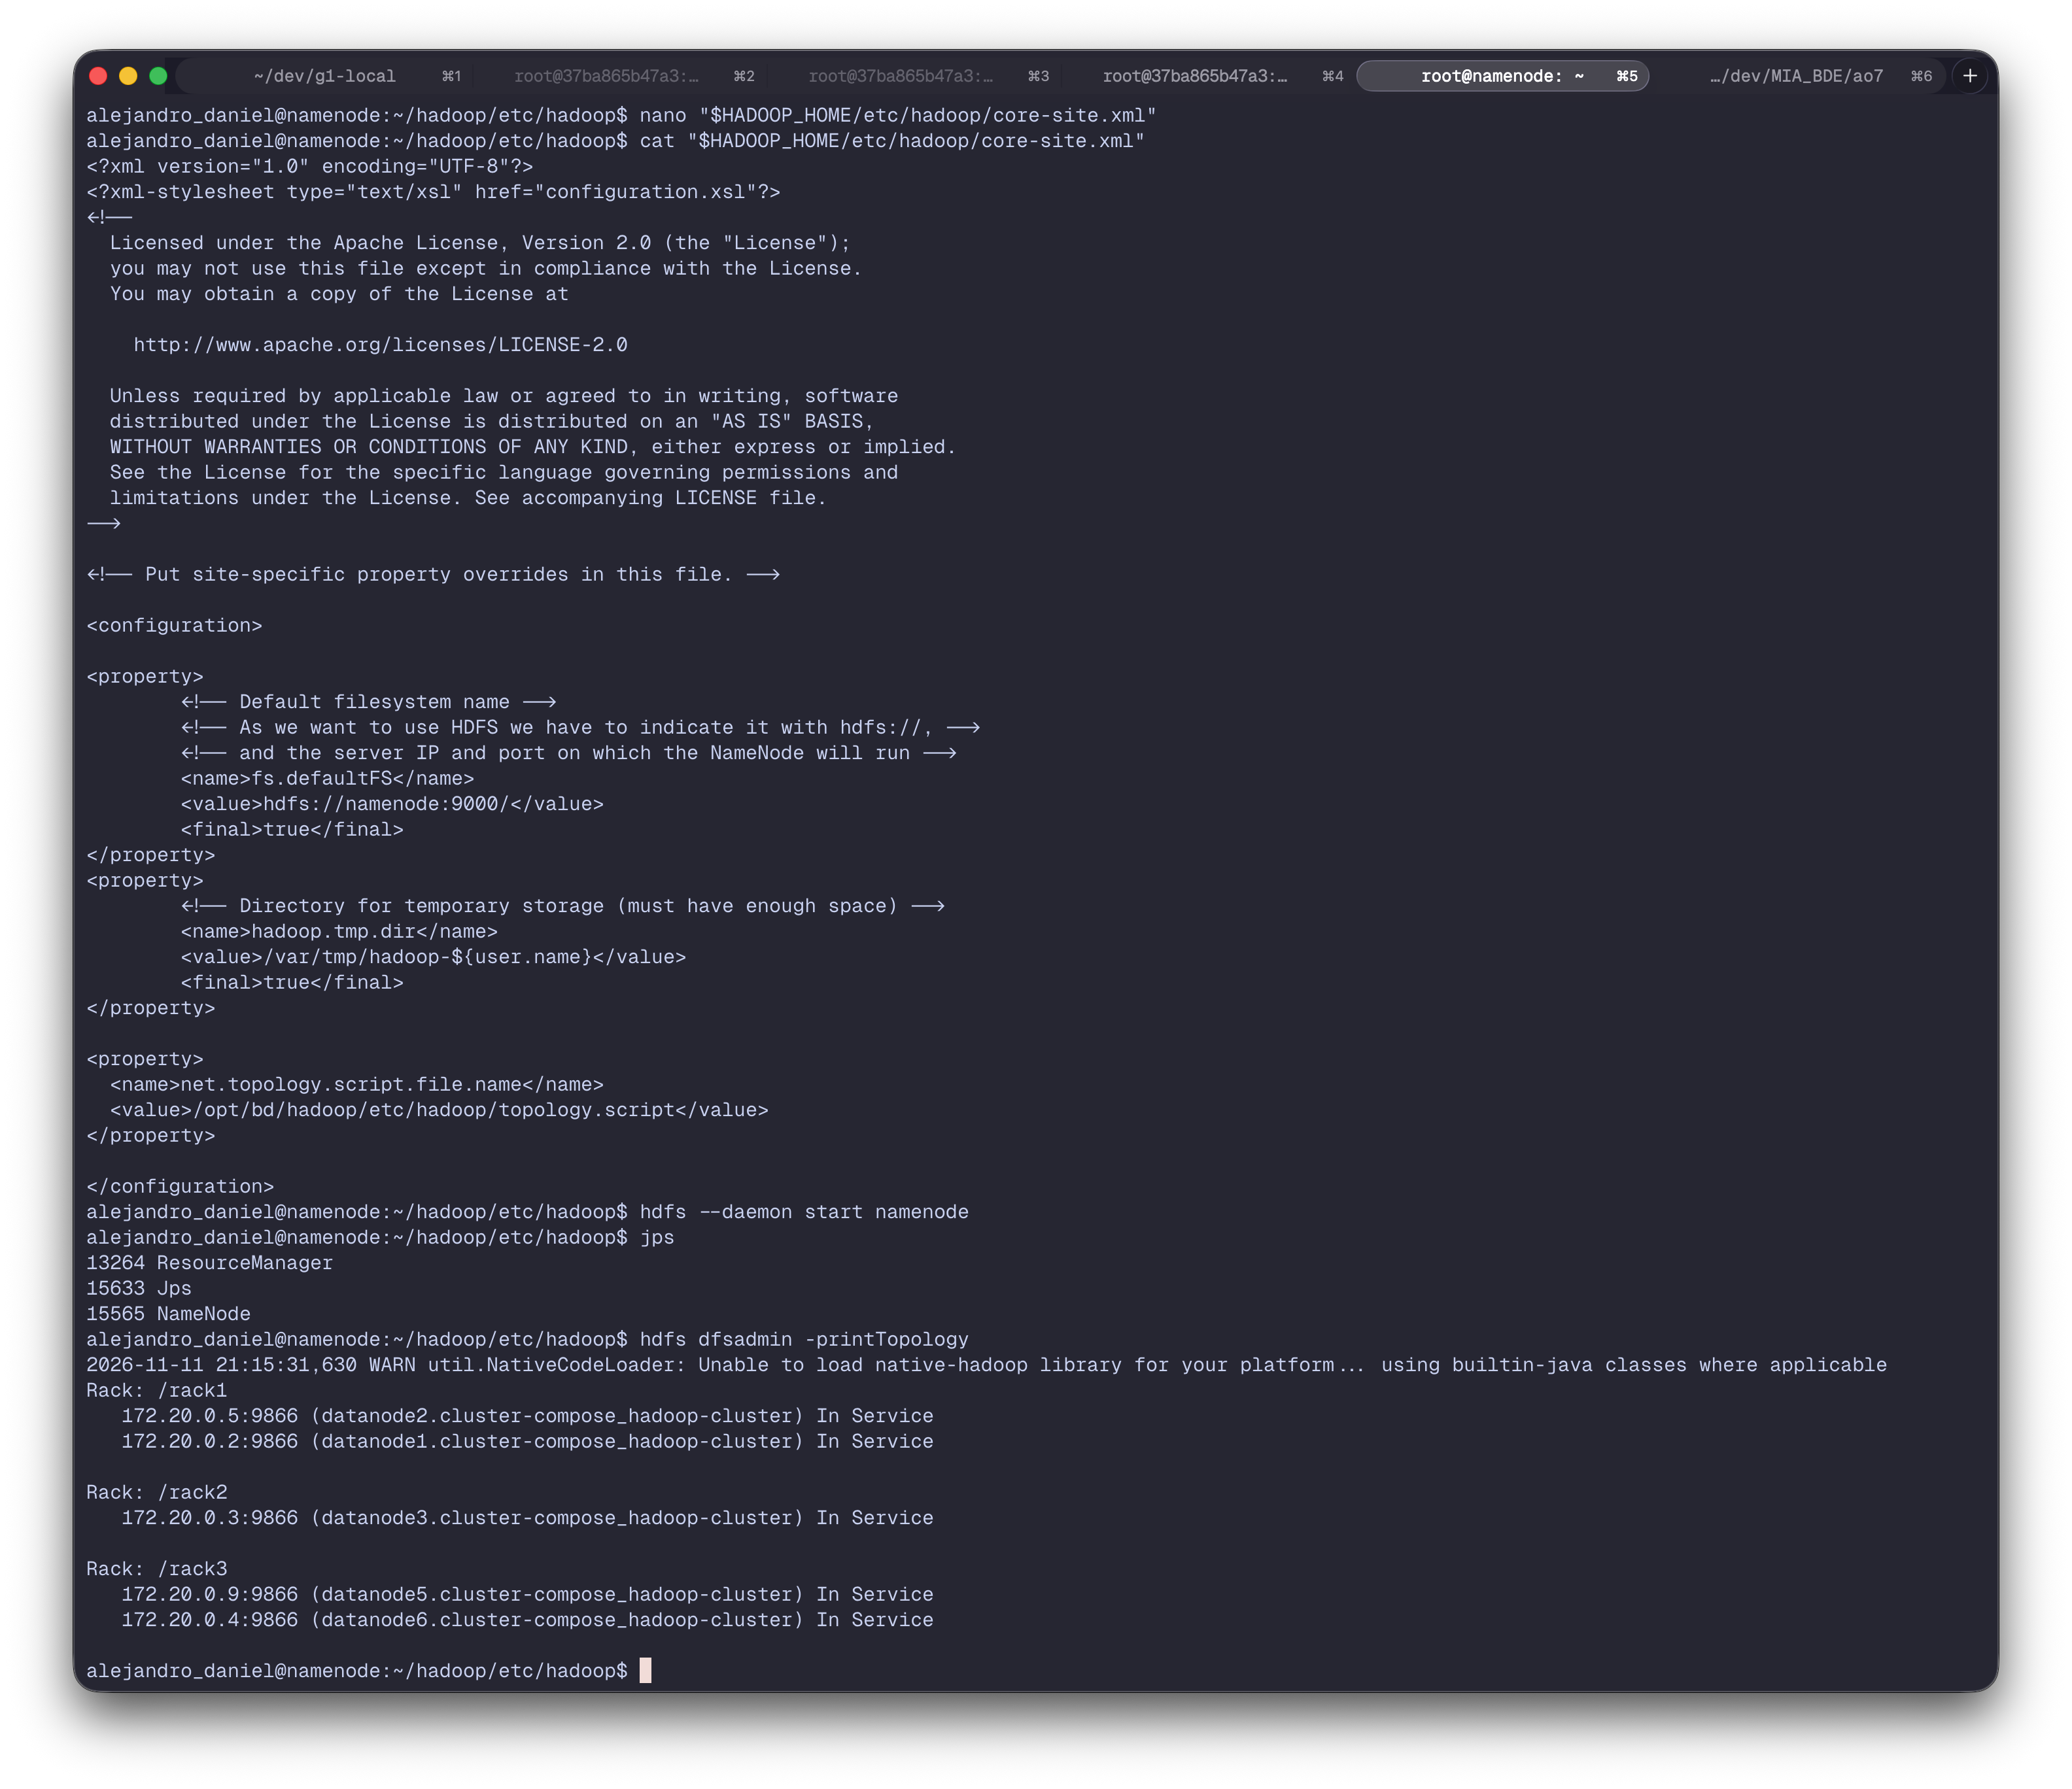 ~/dev/g1-local ⌘1 root@37ba865b47a3:… ⌘2 root@37ba865b47a3:… ⌘3 root@37ba865b47a3:… ⌘4 root@namenode: ~ ⌘5 …/dev/MIA_BDE/ao7 ⌘6 +
alejandro_daniel@namenode:~/hadoop/etc/hadoop$ nano "$HADOOP_HOME/etc/hadoop/core-site.xml"
alejandro_daniel@namenode:~/hadoop/etc/hadoop$ cat "$HADOOP_HOME/etc/hadoop/core-site.xml"
<?xml version="1.0" encoding="UTF-8"?>
<?xml-stylesheet type="text/xsl" href="configuration.xsl"?>
<!--
  Licensed under the Apache License, Version 2.0 (the "License");
  you may not use this file except in compliance with the License.
  You may obtain a copy of the License at

    http://www.apache.org/licenses/LICENSE-2.0

  Unless required by applicable law or agreed to in writing, software
  distributed under the License is distributed on an "AS IS" BASIS,
  WITHOUT WARRANTIES OR CONDITIONS OF ANY KIND, either express or implied.
  See the License for the specific language governing permissions and
  limitations under the License. See accompanying LICENSE file.
-->

<!-- Put site-specific property overrides in this file. -->

<configuration>

<property>
        <!-- Default filesystem name -->
        <!-- As we want to use HDFS we have to indicate it with hdfs://, -->
        <!-- and the server IP and port on which the NameNode will run -->
        <name>fs.defaultFS</name>
        <value>hdfs://namenode:9000/</value>
        <final>true</final>
</property>
<property>
        <!-- Directory for temporary storage (must have enough space) -->
        <name>hadoop.tmp.dir</name>
        <value>/var/tmp/hadoop-${user.name}</value>
        <final>true</final>
</property>

<property>
  <name>net.topology.script.file.name</name>
  <value>/opt/bd/hadoop/etc/hadoop/topology.script</value>
</property>

</configuration>
alejandro_daniel@namenode:~/hadoop/etc/hadoop$ hdfs --daemon start namenode
alejandro_daniel@namenode:~/hadoop/etc/hadoop$ jps
13264 ResourceManager
15633 Jps
15565 NameNode
alejandro_daniel@namenode:~/hadoop/etc/hadoop$ hdfs dfsadmin -printTopology
2026-11-11 21:15:31,630 WARN util.NativeCodeLoader: Unable to load native-hadoop library for your platform... using builtin-java classes where applicable
Rack: /rack1
   172.20.0.5:9866 (datanode2.cluster-compose_hadoop-cluster) In Service
   172.20.0.2:9866 (datanode1.cluster-compose_hadoop-cluster) In Service

Rack: /rack2
   172.20.0.3:9866 (datanode3.cluster-compose_hadoop-cluster) In Service

Rack: /rack3
   172.20.0.9:9866 (datanode5.cluster-compose_hadoop-cluster) In Service
   172.20.0.4:9866 (datanode6.cluster-compose_hadoop-cluster) In Service

alejandro_daniel@namenode:~/hadoop/etc/hadoop$